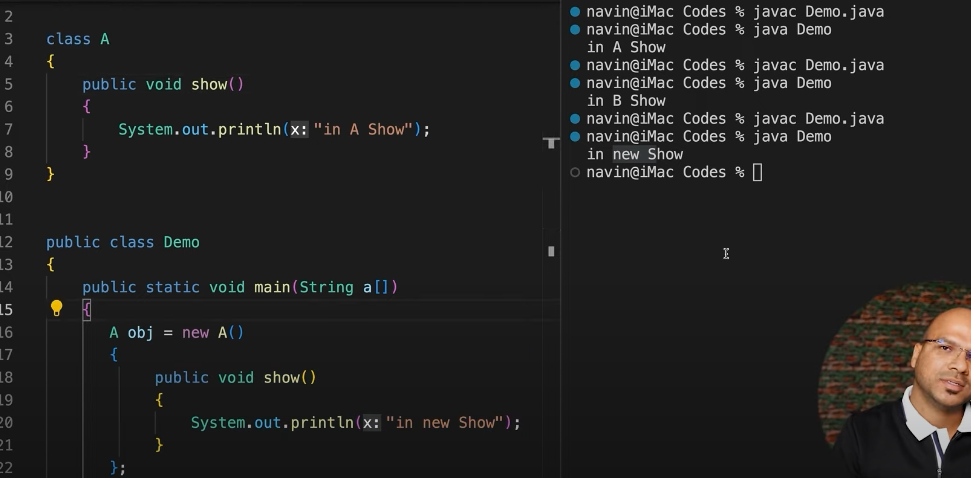 2
3 class A
4 {
5 public void show()
6 {
7 System.out.println(x: "in A Show");
8 }
9 }
10
11
12 public class Demo
13 {
14 public static void main(String a[])
15 {
16 A obj = new A()
17 {
18 public void show()
19 {
20 System.out.println(x: "in new Show");
21 }
22 };
navin@iMac Codes % javac Demo.java
navin@iMac Codes % java Demo
in A Show
navin@iMac Codes % javac Demo.java
navin@iMac Codes % java Demo
in B Show
navin@iMac Codes % javac Demo.java
navin@iMac Codes % java Demo
in new Show
navin@iMac Codes %